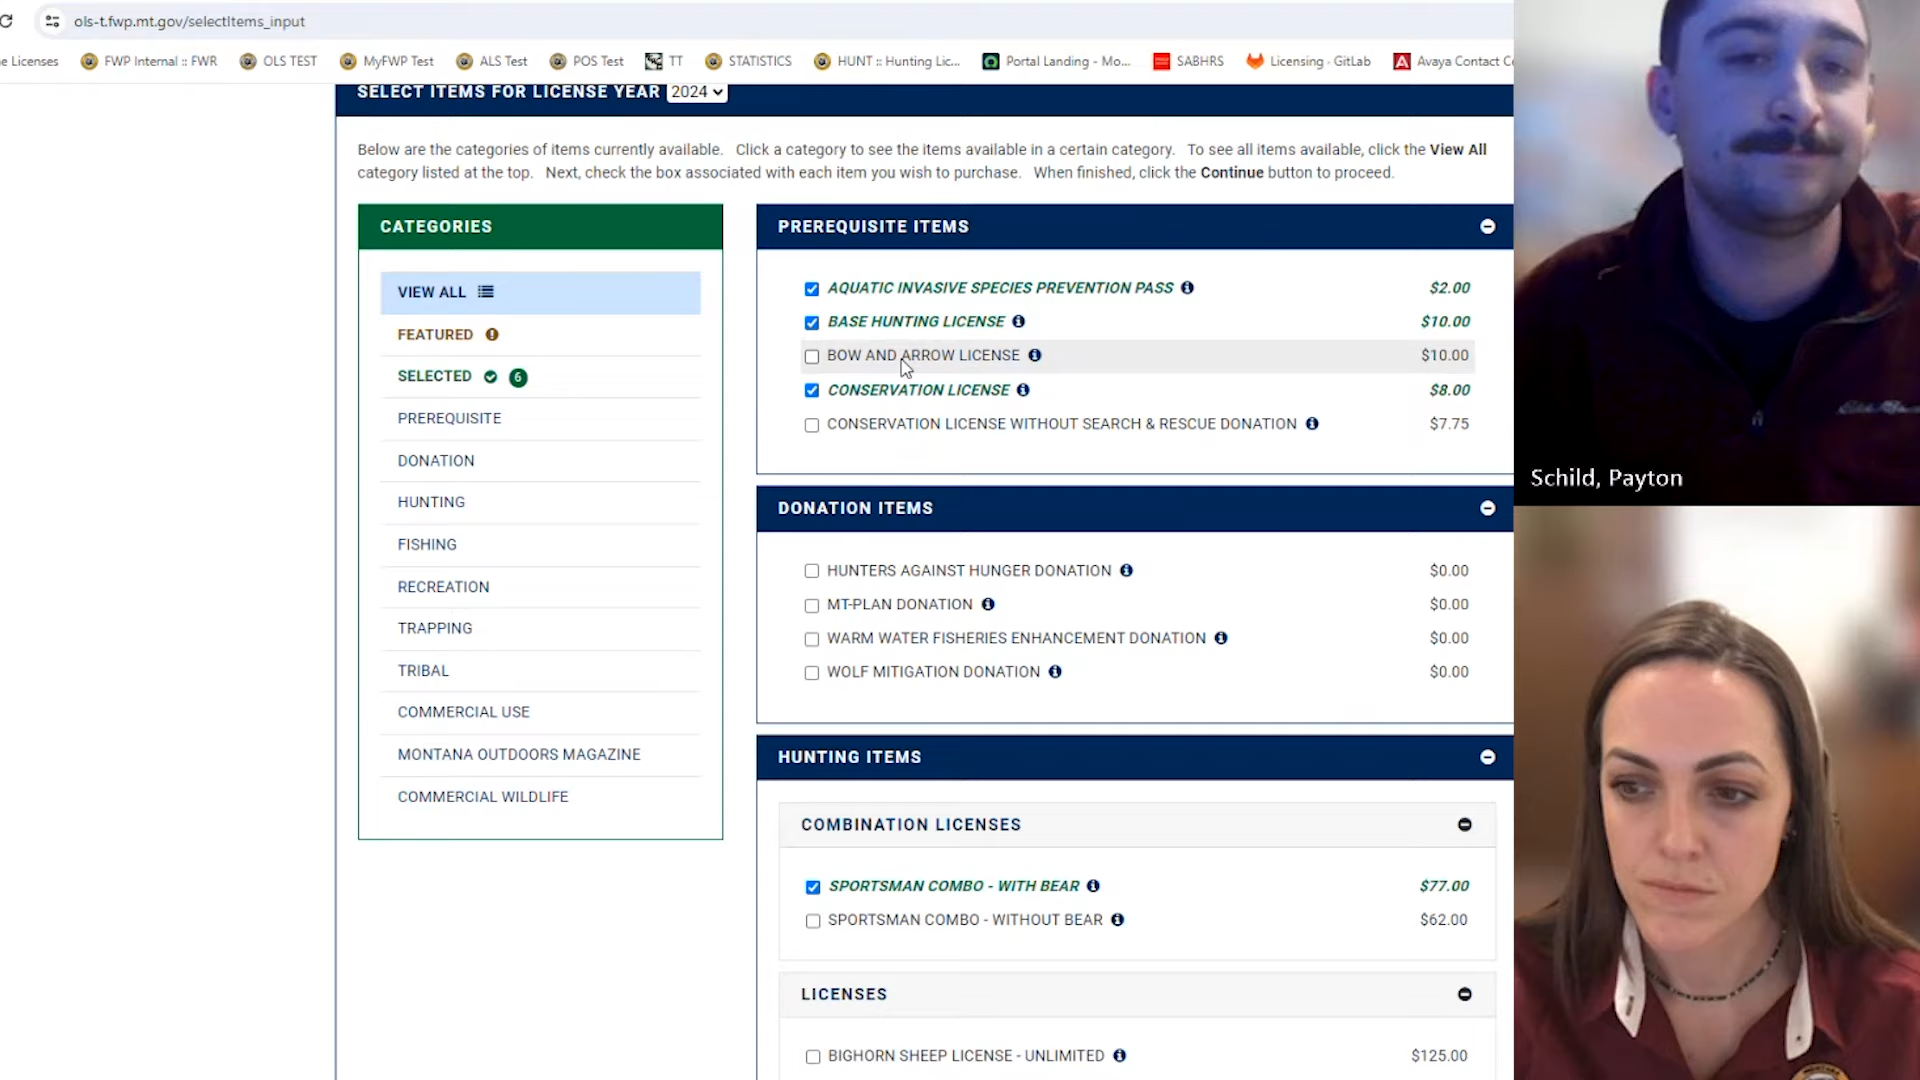 ols-t.fwp.mt.gov/selectItems_input
e Licenses FWP Internal :: FWR OLS TEST MyFWP Test ALS Test POS Test TT STATISTICS HUNT :: Hunting Lic... Portal Landing - Mo... SABHRS Licensing · GitLab Avaya Contact C
SELECT ITEMS FOR LICENSE YEAR 2024
Below are the categories of items currently available. Click a category to see the items available in a certain category. To see all items available, click the View All
category listed at the top. Next, check the box associated with each item you wish to purchase. When finished, click the Continue button to proceed.
CATEGORIES
VIEW ALL
FEATURED
SELECTED 6
PREREQUISITE
DONATION
HUNTING
FISHING
RECREATION
TRAPPING
TRIBAL
COMMERCIAL USE
MONTANA OUTDOORS MAGAZINE
COMMERCIAL WILDLIFE
PREREQUISITE ITEMS
AQUATIC INVASIVE SPECIES PREVENTION PASS $2.00
BASE HUNTING LICENSE $10.00
BOW AND ARROW LICENSE $10.00
CONSERVATION LICENSE $8.00
CONSERVATION LICENSE WITHOUT SEARCH & RESCUE DONATION $7.75
DONATION ITEMS
HUNTERS AGAINST HUNGER DONATION $0.00
MT-PLAN DONATION $0.00
WARM WATER FISHERIES ENHANCEMENT DONATION $0.00
WOLF MITIGATION DONATION $0.00
HUNTING ITEMS
COMBINATION LICENSES
SPORTSMAN COMBO - WITH BEAR $77.00
SPORTSMAN COMBO - WITHOUT BEAR $62.00
LICENSES
BIGHORN SHEEP LICENSE - UNLIMITED $125.00
Schild, Payton